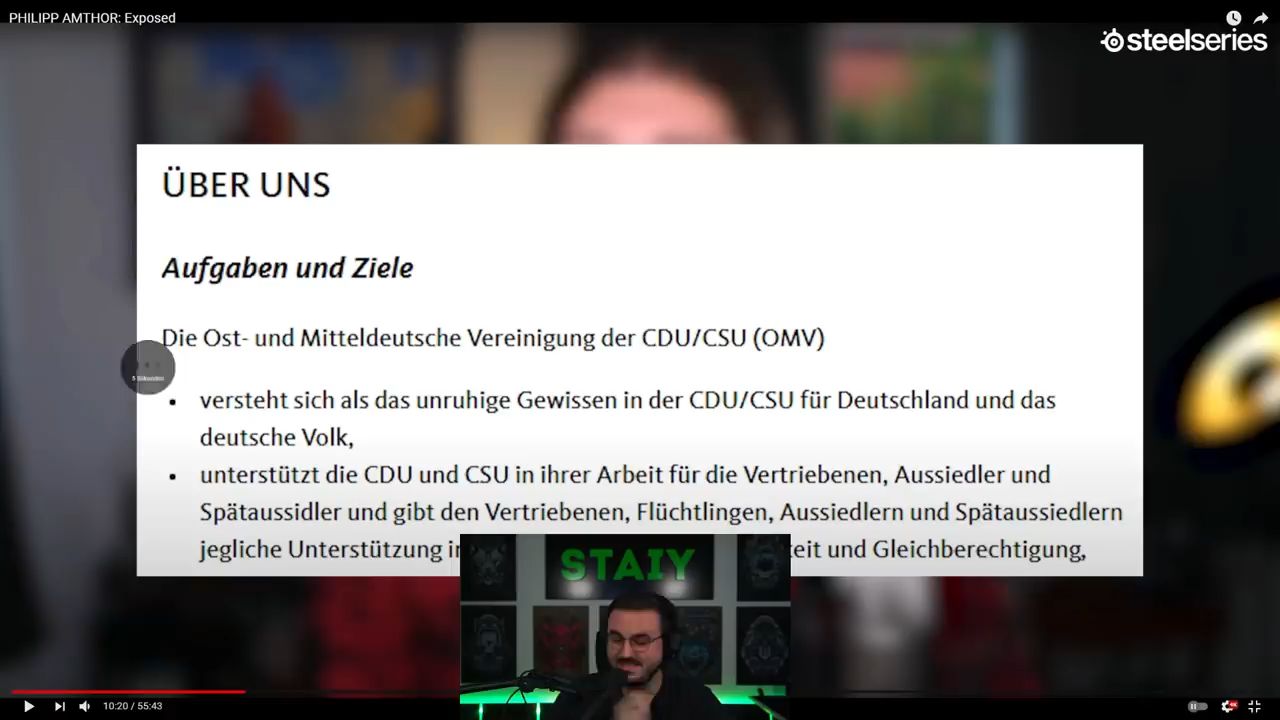 PHILIPP AMTHOR: Exposed
steelseries
ÜBER UNS
Aufgaben und Ziele
Die Ost- und Mitteldeutsche Vereinigung der CDU/CSU (OMV)
5 Sekunden
versteht sich als das unruhige Gewissen in der CDU/CSU für Deutschland und das
deutsche Volk,
unterstützt die CDU und CSU in ihrer Arbeit für die Vertriebenen, Aussiedler und
Spätaussidler und gibt den Vertriebenen, Flüchtlingen, Aussiedlern und Spätaussiedlern
jegliche Unterstützung und Gleichberechtigung,
STAIY
10:20 / 55:43